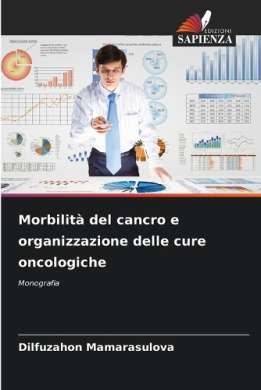 EDIZIONI
SAPIENZA
Morbilità del cancro e
organizzazione delle cure
oncologiche
Monografia
Dilfuzahon Mamarasulova